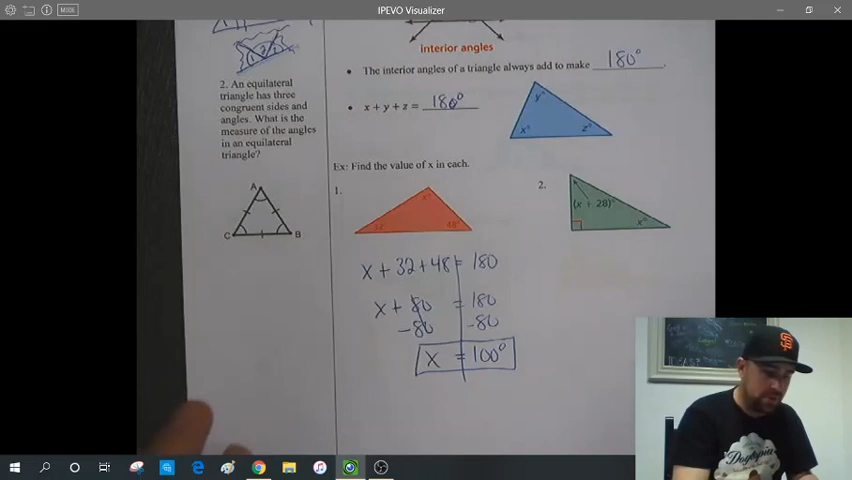 IPEVO Visualizer
MODE
interior angles
• The interior angles of a triangle always add to make 180°.
• x + y + z = 180°
y°
x°
z°
2. An equilateral
triangle has three
congruent sides and
angles. What is the
measure of the angles
in an equilateral
triangle?
A
C
B
Ex: Find the value of x in each.
1.
x°
32°
48°
x + 32 + 48 = 180
x + 80 = 180
-80 -80
x = 100°
2.
(x + 28)°
x°
Dogtopia